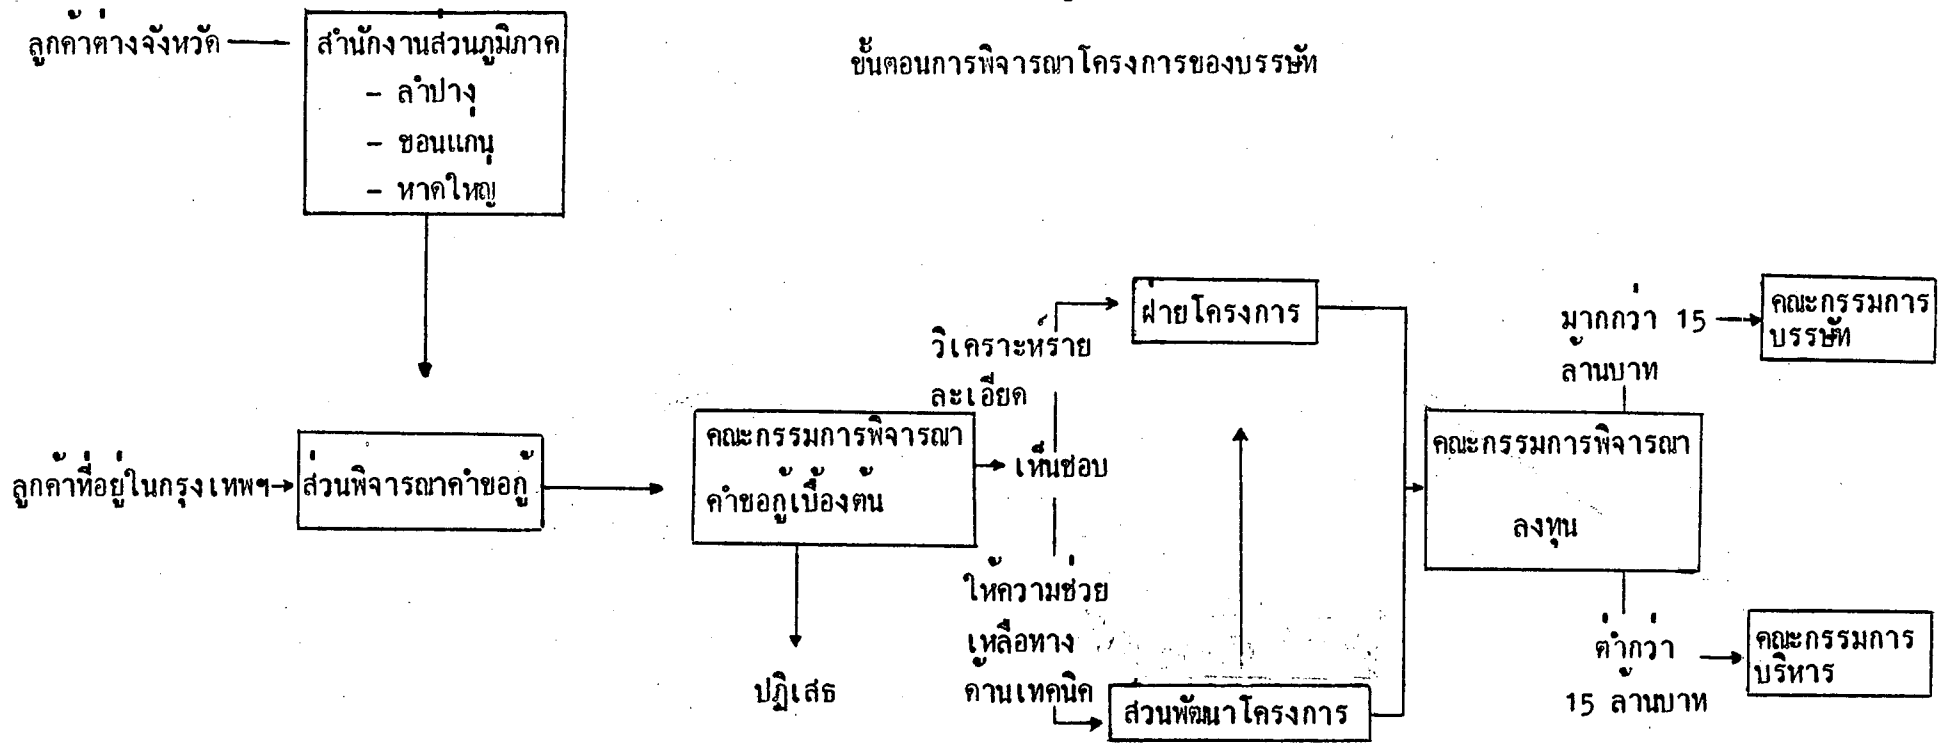 ขั้นตอนการพิจารณาโครงการของบรรษัท
ลูกค้าต่างจังหวัด
สำนักงานส่วนภูมิภาค
- ลำปาง
- ขอนแก่น
- หาดใหญ่
ลูกค้าที่อยู่ในกรุงเทพฯ
ส่วนพิจารณาคำขอกู้
คณะกรรมการพิจารณา
คำขอกู้เบื้องต้น
ปฏิเสธ
เห็นชอบ
วิเคราะห์ราย
ละเอียด
ฝ่ายโครงการ
ให้ความช่วย
เหลือทาง
ด้านเทคนิค
ส่วนพัฒนาโครงการ
คณะกรรมการพิจารณา
ลงทุน
มากกว่า 15
ล้านบาท
คณะกรรมการ
บรรษัท
ต่ำกว่า
15 ล้านบาท
คณะกรรมการ
บริหาร